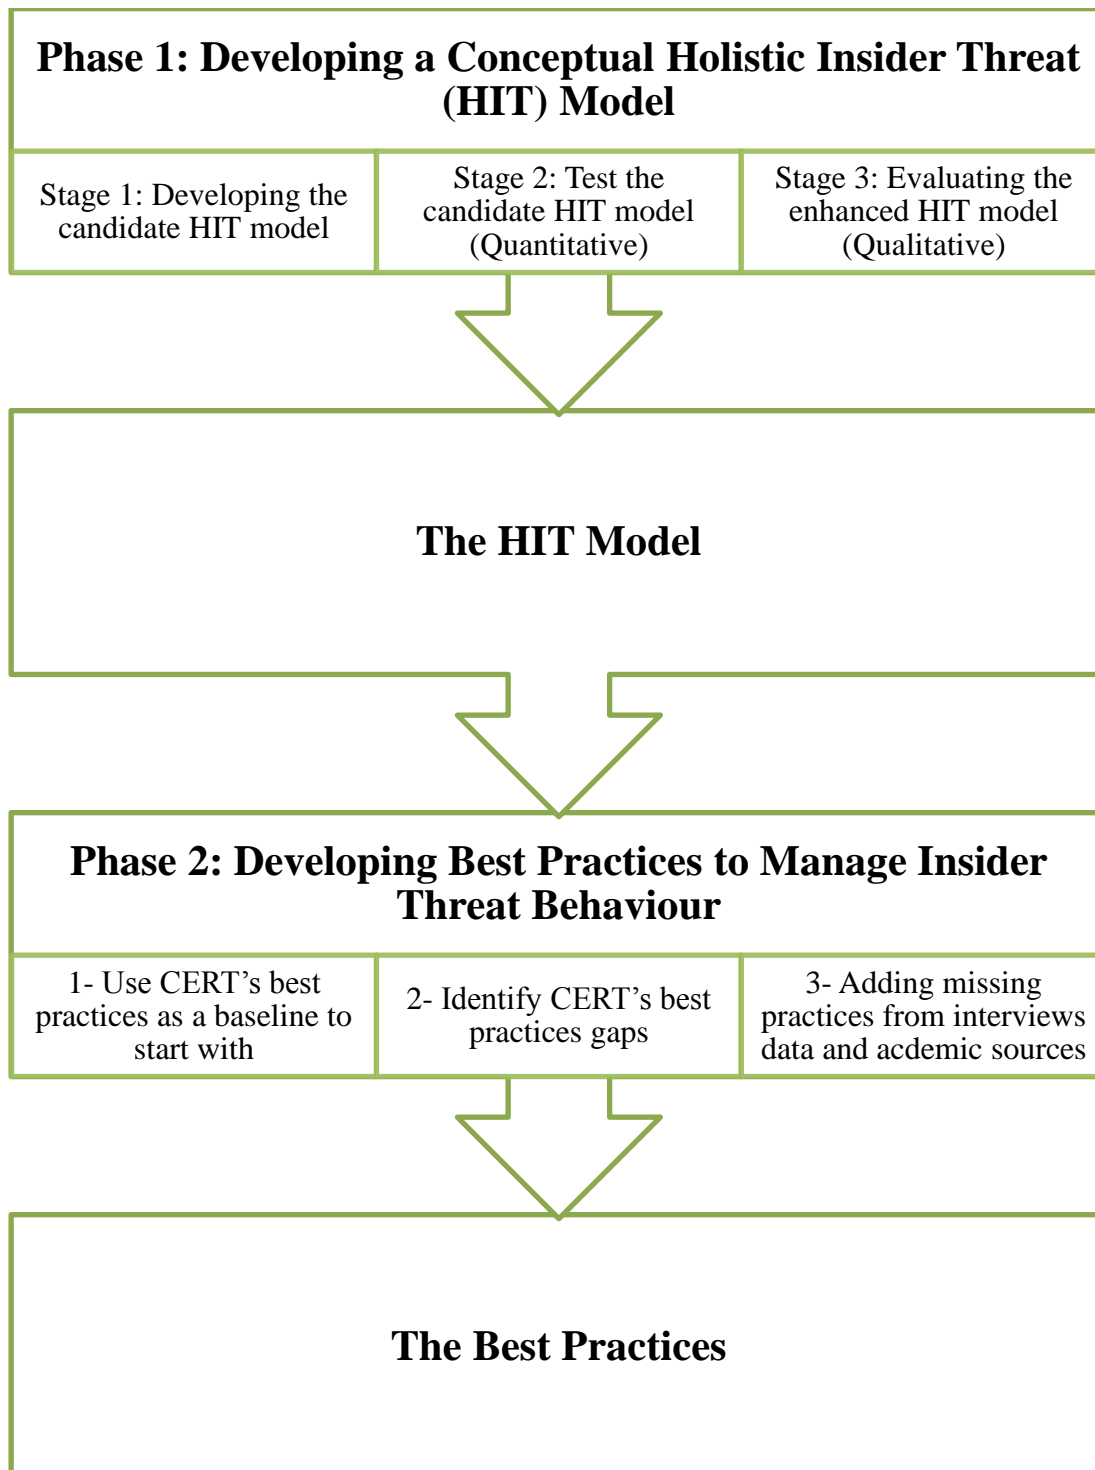 Phase 1: Developing a Conceptual Holistic Insider Threat
(HIT) Model
Stage 1: Developing the
candidate HIT model
Stage 2: Test the
candidate HIT model
(Quantitative)
Stage 3: Evaluating the
enhanced HIT model
(Qualitative)
The HIT Model
Phase 2: Developing Best Practices to Manage Insider
Threat Behaviour
1- Use CERT’s best
practices as a baseline to
start with
2- Identify CERT’s best
practices gaps
3- Adding missing
practices from interviews
data and acdemic sources
The Best Practices